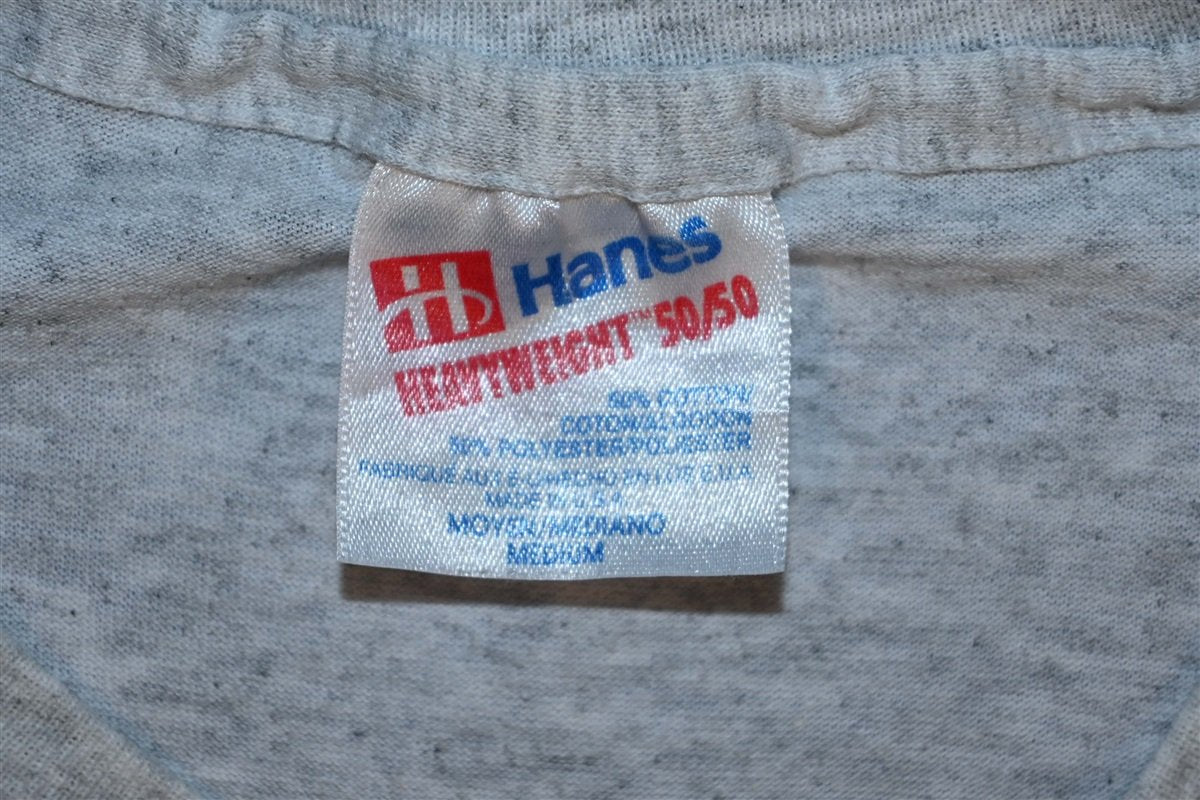 Hanes
HEAVYWEIGHT™ 50/50
50% COTTON/
COTON/ALGODON
50% POLYESTER/POLIESTER
FABRIQUE AUX E.U./HECHO EN LOS E.U.A.
MADE IN U.S.A.
MOYEN/MEDIANO
MEDIUM